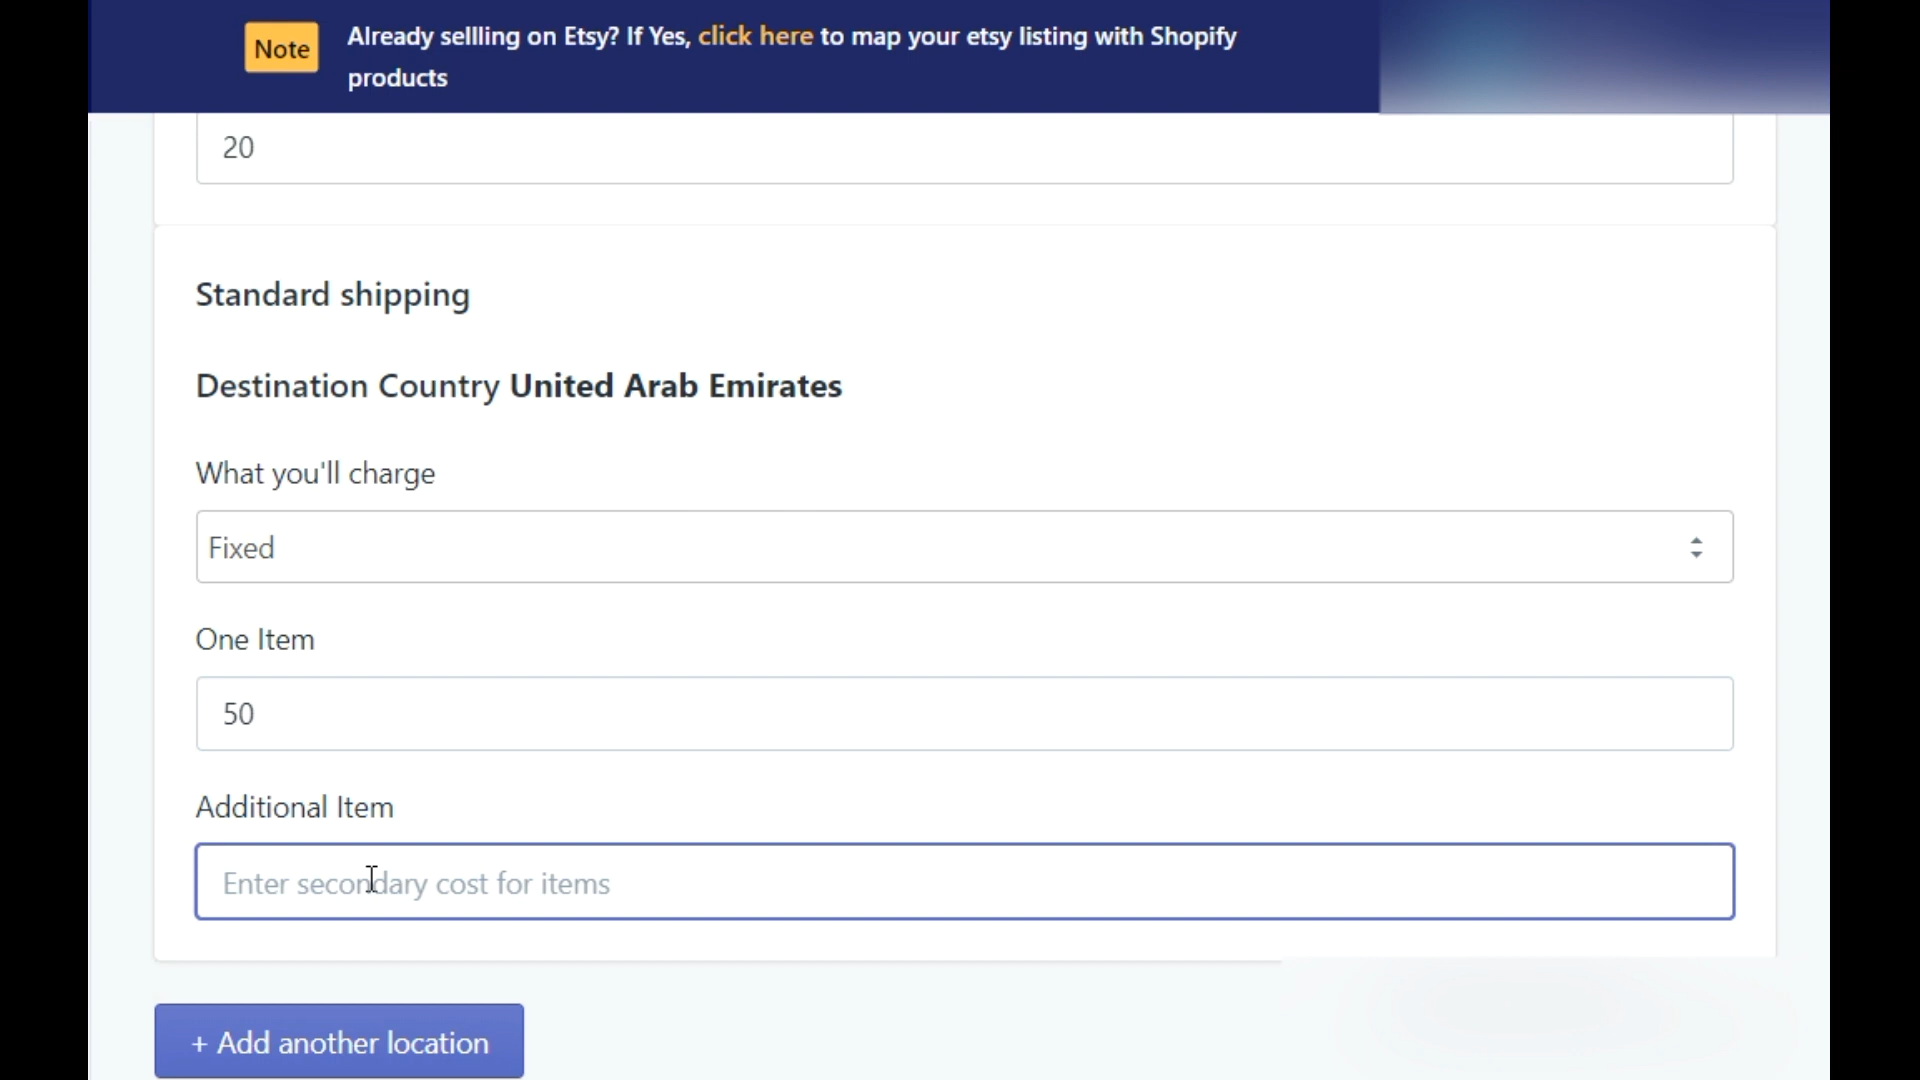 Note
Already sellling on Etsy? If Yes, click here to map your etsy listing with Shopify
products
20
Standard shipping
Destination Country United Arab Emirates
What you'll charge
Fixed
One Item
50
Additional Item
Enter secondary cost for items
+ Add another location